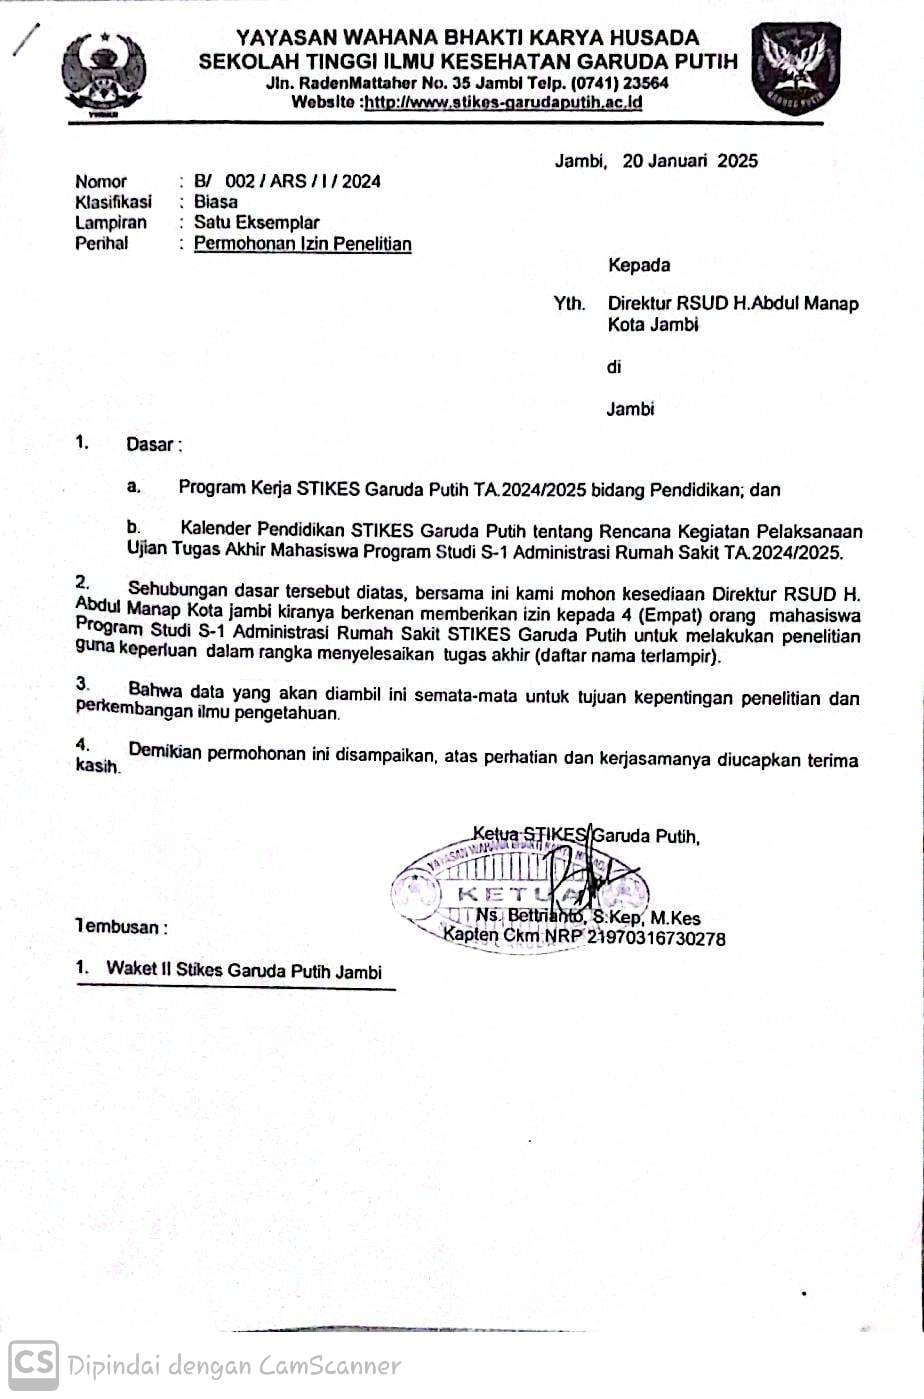 YAYASAN WAHANA BHAKTI KARYA HUSADA
SEKOLAH TINGGI ILMU KESEHATAN GARUDA PUTIH
Jln. RadenMattaher No. 35 Jambi Telp. (0741) 23564
Website :http://www.stikes-garudaputih.ac.id
Jambi, 20 Januari 2025
Nomor : B/ 002 / ARS / I / 2024
Klasifikasi : Biasa
Lampiran : Satu Eksemplar
Perihal : Permohonan Izin Penelitian
Kepada
Yth. Direktur RSUD H.Abdul Manap
Kota Jambi
di
Jambi
1. Dasar :
a. Program Kerja STIKES Garuda Putih TA.2024/2025 bidang Pendidikan; dan
b. Kalender Pendidikan STIKES Garuda Putih tentang Rencana Kegiatan Pelaksanaan
Ujian Tugas Akhir Mahasiswa Program Studi S-1 Administrasi Rumah Sakit TA.2024/2025.
2. Sehubungan dasar tersebut diatas, bersama ini kami mohon kesediaan Direktur RSUD H.
Abdul Manap Kota jambi kiranya berkenan memberikan izin kepada 4 (Empat) orang mahasiswa
Program Studi S-1 Administrasi Rumah Sakit STIKES Garuda Putih untuk melakukan penelitian
guna keperluan dalam rangka menyelesaikan tugas akhir (daftar nama terlampir).
3. Bahwa data yang akan diambil ini semata-mata untuk tujuan kepentingan penelitian dan
perkembangan ilmu pengetahuan.
4. Demikian permohonan ini disampaikan, atas perhatian dan kerjasamanya diucapkan terima
kasih.
Ketua STIKES Garuda Putih,
YAYASAN WAHANA BHAKTI KARYA HUSADA
KETUA
Ns. Bettrianto, S.Kep, M.Kes
Kapten Ckm NRP 21970316730278
Tembusan :
1. Waket II Stikes Garuda Putih Jambi
CS Dipindai dengan CamScanner